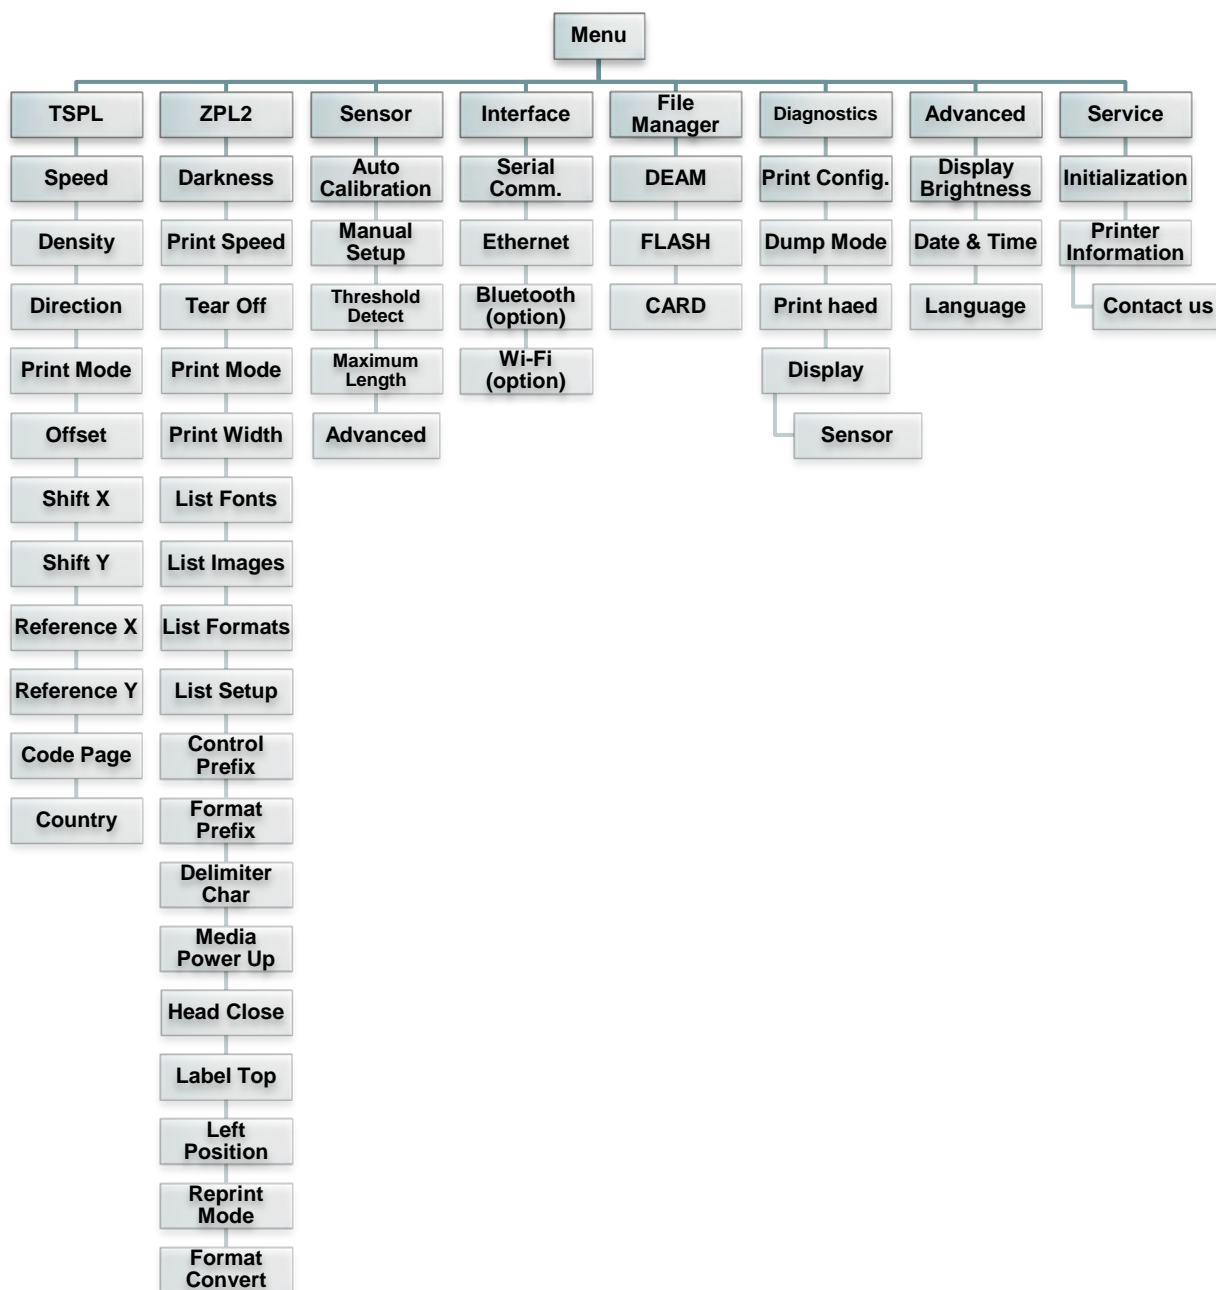 Menu
TSPL
Speed
Density
Direction
Print Mode
Offset
Shift X
Shift Y
Reference X
Reference Y
Code Page
Country
ZPL2
Darkness
Print Speed
Tear Off
Print Mode
Print Width
List Fonts
List Images
List Formats
List Setup
Control
Prefix
Format
Prefix
Delimiter
Char
Media
Power Up
Head Close
Label Top
Left
Position
Reprint
Mode
Format
Convert
Sensor
Auto
Calibration
Manual
Setup
Threshold
Detect
Maximum
Length
Advanced
Interface
Serial
Comm.
Ethernet
Bluetooth
(option)
Wi-Fi
(option)
File
Manager
DEAM
FLASH
CARD
Diagnostics
Print Config.
Dump Mode
Print haed
Display
Sensor
Advanced
Display
Brightness
Date & Time
Language
Service
Initialization
Printer
Information
Contact us